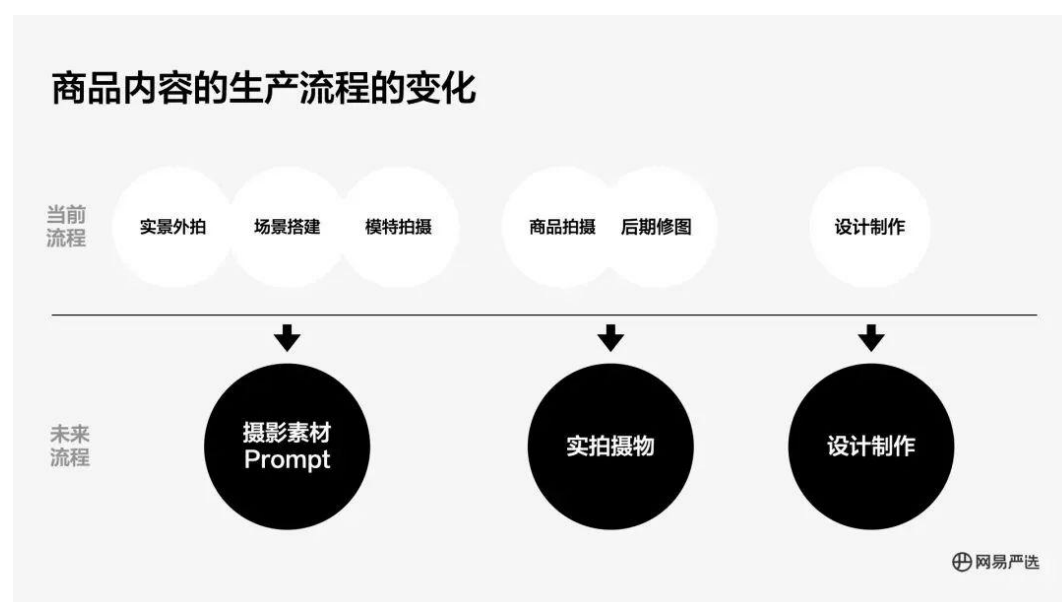 商品内容的生产流程的变化
当前
流程
实景外拍
场景搭建
模特拍摄
商品拍摄
后期修图
设计制作
未来
流程
摄影素材
Prompt
实拍摄物
设计制作
网易严选